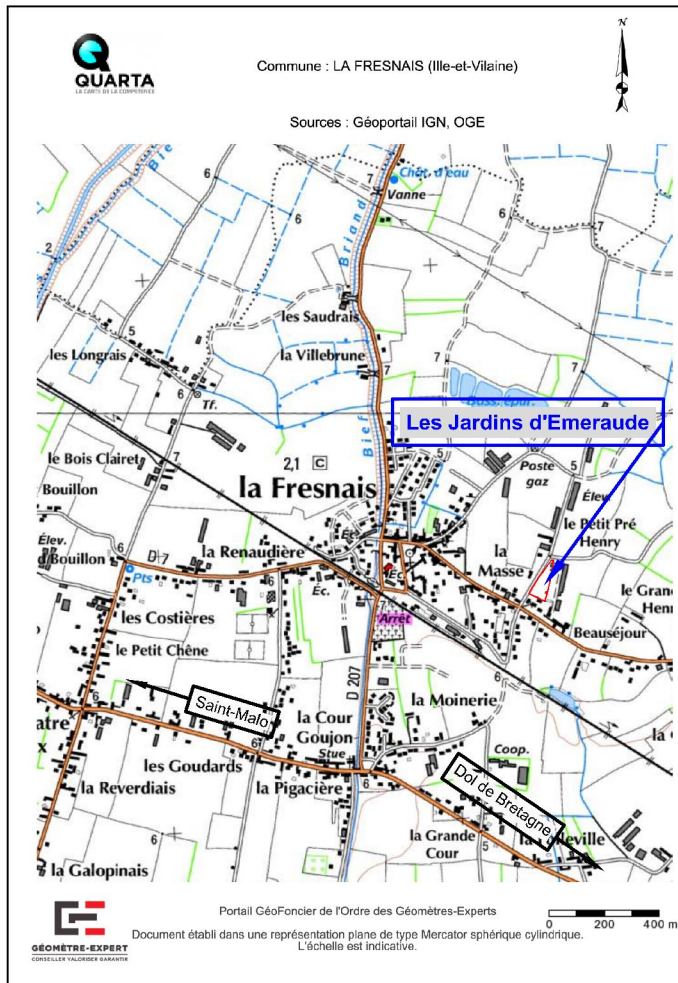 N
QUARTA
LA CARTE DE LA COMPETENCE
Commune : LA FRESNAIS (Ille-et-Vilaine)
Sources : Géoportail IGN, OGE
Chât. d'eau
Vanne
Briand
les Saudrais
la Villebrune
les Longrais
Tf.
Bass. épur.
Les Jardins d'Emeraude
le Bois Clairet
Bouillon
2,1 C
la Fresnais
Bief
Poste
gaz
Élev.
le Petit Pré
Henry
Élev.
d'Bouillon
D 7
la Renaudière
Éc.
Éc.
Éc.
la
Masse
le Gran
Henr
Pts
Arrêt
Beauséjour
les Costières
le Petit Chêne
D 207
Saint-Malo
la Moinerie
la Cour
Goujon
Stue
Coop.
atre
x
les Goudards
la Reverdiais
la Pigacière
Dol de Bretagne
la Grande
Cour
la Galopinais
GÉOMÈTRE-EXPERT
CONSEILLER VALORISER GARANTIR
Portail GéoFoncier de l'Ordre des Géomètres-Experts
Document établi dans une représentation plane de type Mercator sphérique cylindrique.
L'échelle est indicative.
0 200 400 m